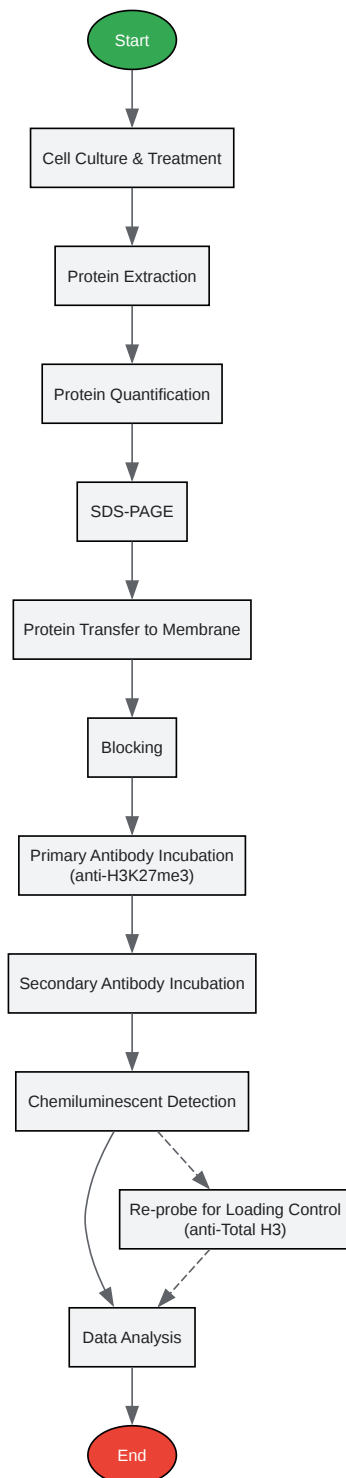 Start
Cell Culture & Treatment
Protein Extraction
Protein Quantification
SDS-PAGE
Protein Transfer to Membrane
Blocking
Primary Antibody Incubation
(anti-H3K27me3)
Secondary Antibody Incubation
Chemiluminescent Detection
Re-probe for Loading Control
(anti-Total H3)
Data Analysis
End